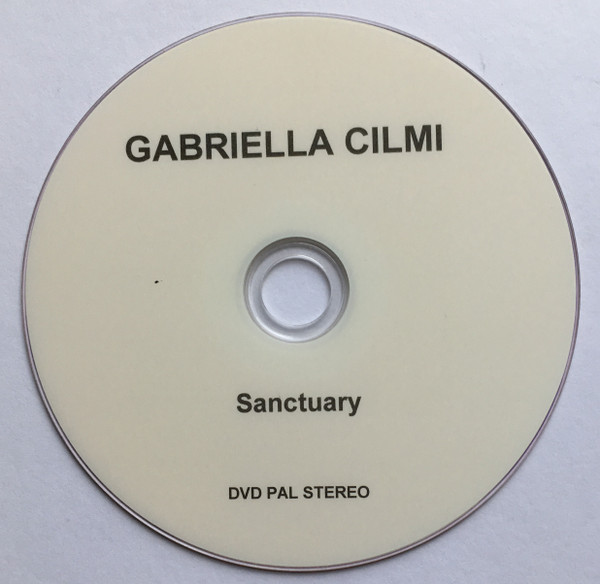 GABRIELLA CILMI
Sanctuary
DVD PAL STEREO